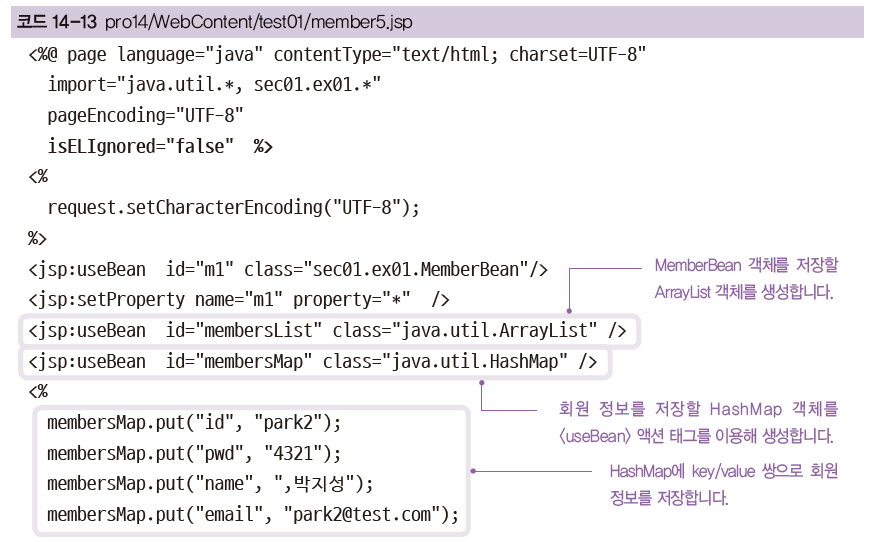 코드 14-13 pro14/WebContent/test01/member5.jsp
<%@ page language="java" contentType="text/html; charset=UTF-8"
import="java.util.*, sec01.ex01.*"
pageEncoding="UTF-8"
isELIgnored="false" %>
<%
request.setCharacterEncoding("UTF-8");
%>
<jsp:useBean id="m1" class="sec01.ex01.MemberBean"/>
<jsp:setProperty name="m1" property="*" />
MemberBean 객체를 저장할
ArrayList 객체를 생성합니다.
<jsp:useBean id="membersList" class="java.util.ArrayList" />
<jsp:useBean id="membersMap" class="java.util.HashMap" />
<%
회원 정보를 저장할 HashMap 객체를
<useBean> 액션 태그를 이용해 생성합니다.
membersMap.put("id", "park2");
membersMap.put("pwd", "4321");
membersMap.put("name", ",박지성");
membersMap.put("email", "park2@test.com");
HashMap에 key/value 쌍으로 회원
정보를 저장합니다.